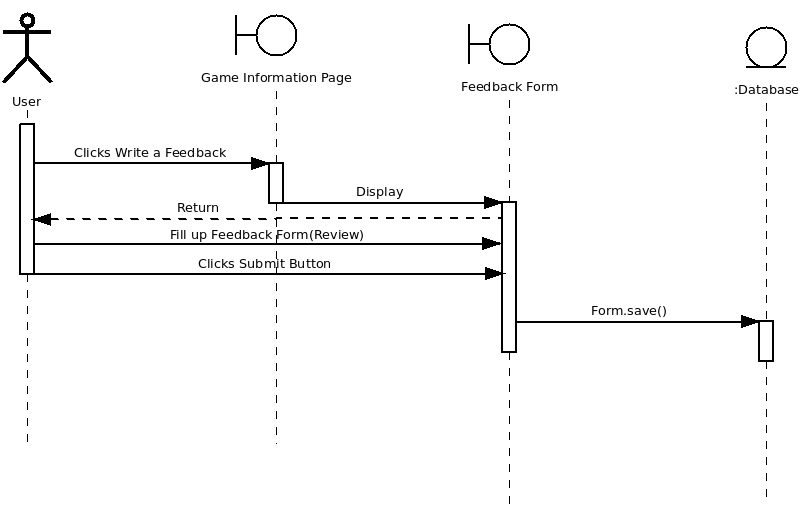 Game Information Page
Feedback Form
:Database
User
Clicks Write a Feedback
Display
Return
Fill up Feedback Form(Review)
Clicks Submit Button
Form.save()